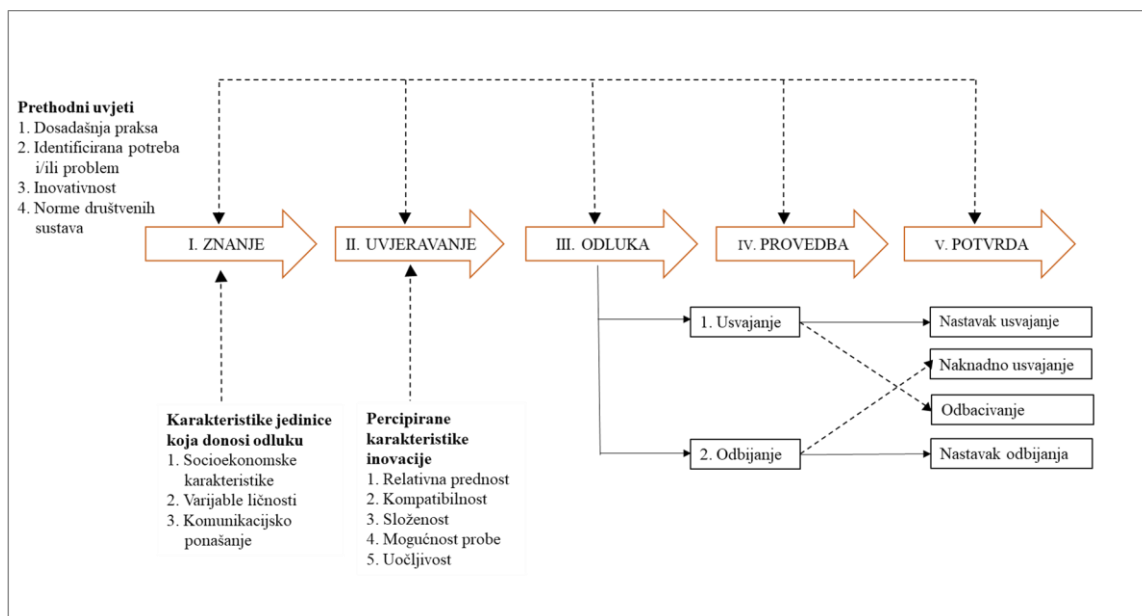 Prethodni uvjeti
1. Dosadašnja praksa
2. Identificirana potreba
i/ili problem
3. Inovativnost
4. Norme društvenih
sustava
I. ZNANJE
II. UVJERAVANJE
III. ODLUKA
IV. PROVEDBA
V. POTVRDA
1. Usvajanje
2. Odbijanje
Nastavak usvajanje
Naknadno usvajanje
Odbacivanje
Nastavak odbijanja
Karakteristike jedinice
koja donosi odluku
1. Socioekonomske
karakteristike
2. Varijable ličnosti
3. Komunikacijsko
ponašanje
Percipirane
karakteristike
inovacije
1. Relativna prednost
2. Kompatibilnost
3. Složenost
4. Mogućnost probe
5. Uočljivost